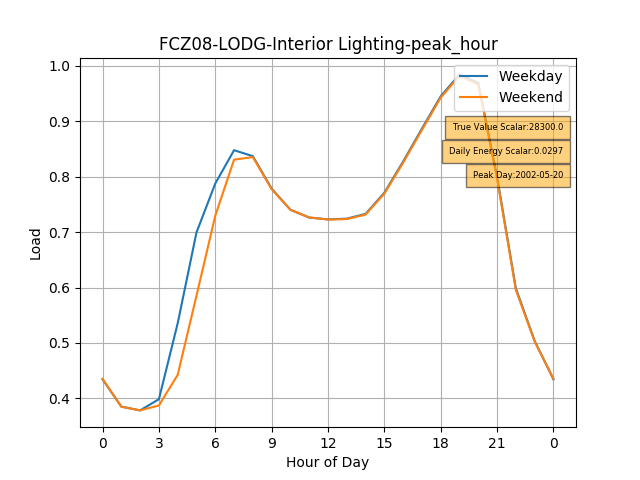 FCZ08-LODG-Interior Lighting-peak_hour
Weekday
Weekend
True Value Scalar:28300.0
Daily Energy Scalar:0.0297
Peak Day:2002-05-20
1.0
0.9
0.8
0.7
0.6
0.5
0.4
Load
0 3 6 9 12 15 18 21 0
Hour of Day